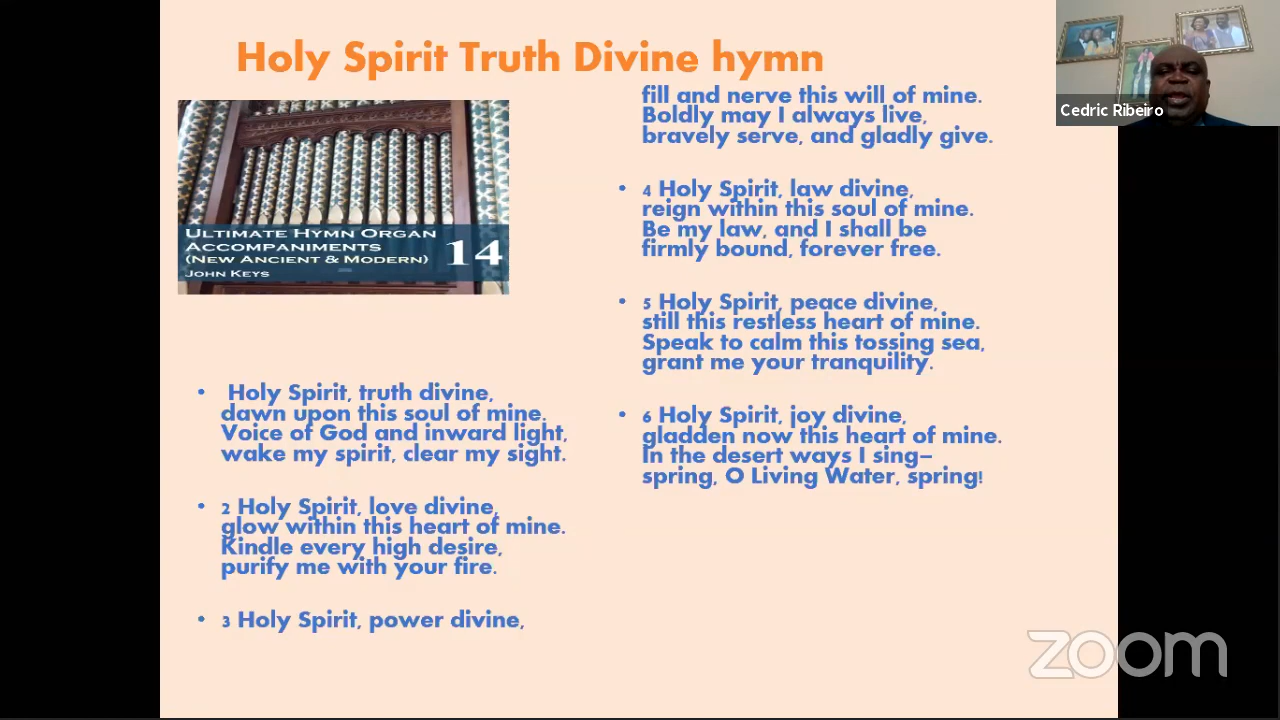 Holy Spirit Truth Divine hymn
ULTIMATE HYMN ORGAN
ACCOMPANIMENTS
(NEW ANCIENT & MODERN)
14
JOHN KEYS
• Holy Spirit, truth divine,
dawn upon this soul of mine.
Voice of God and inward light,
wake my spirit, clear my sight.
• 2 Holy Spirit, love divine,
glow within this heart of mine.
Kindle every high desire,
purify me with your fire.
• 3 Holy Spirit, power divine,
fill and nerve this will of mine.
Boldly may I always live,
bravely serve, and gladly give.
• 4 Holy Spirit, law divine,
reign within this soul of mine.
Be my law, and I shall be
firmly bound, forever free.
• 5 Holy Spirit, peace divine,
still this restless heart of mine.
Speak to calm this tossing sea,
grant me your tranquility.
• 6 Holy Spirit, joy divine,
gladden now this heart of mine.
In the desert ways I sing–
spring, O Living Water, spring!
Cedric Ribeiro
zoom